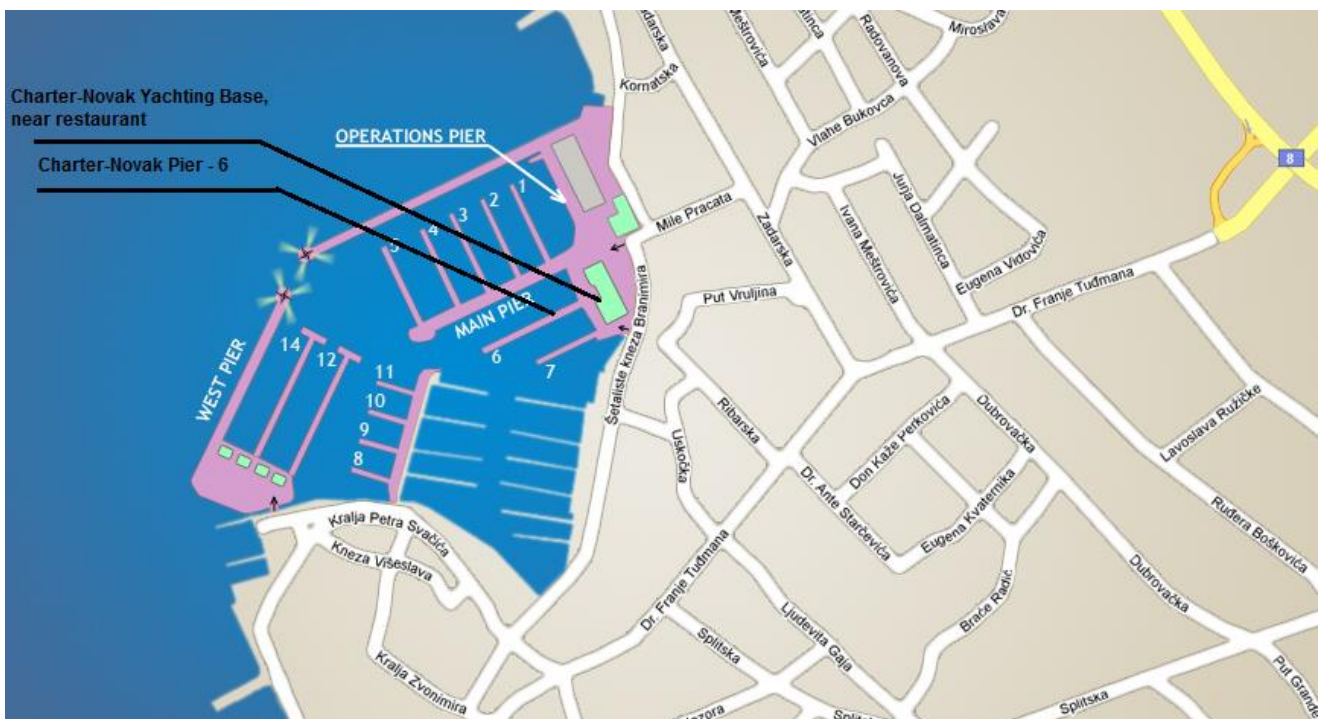 Charter-Novak Yachting Base,
near restaurant
Charter-Novak Pier - 6
OPERATIONS PIER
MAIN PIER
WEST PIER
1
2
3
4
5
6
7
14
12
11
10
9
8
8
Kornatska
Mile Pracata
Vlahe Bukovca
Radovanova
Zadarska
Ivana Meštrovića
Jurja Dalmatinca
Eugena Vidovića
Dr. Franje Tuđmana
Šetaliste kneza Branimira
Put Vruljina
Ribarska
Uskočka
Don Kaže Perkovića
Dubrovačka
Dr. Ante Starčevića
Eugena Kvaternika
Lavoslava Ružičke
Ruđera Boškovića
Kralja Petra Svačića
Kneza Višeslava
Dr. Franje Tuđmana
Braće Radić
Dubrovačka
Ljudevita Gaja
Splitska
Kralja Zvonimira
Splitska
Put Grande